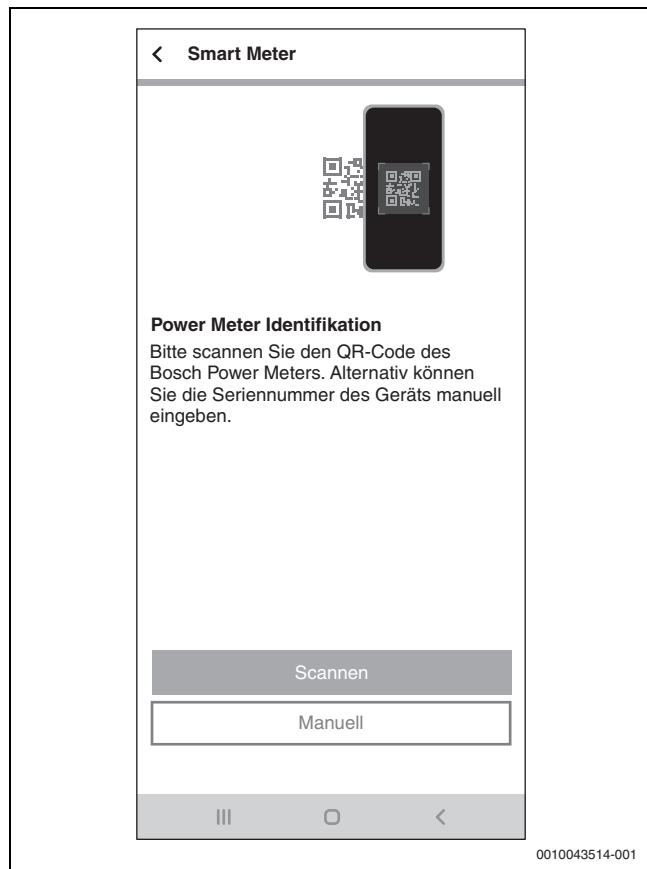 Smart Meter
Power Meter Identifikation
Bitte scannen Sie den QR-Code des
Bosch Power Meters. Alternativ können
Sie die Seriennummer des Geräts manuell
eingeben.
Scannen
Manuell
0010043514-001